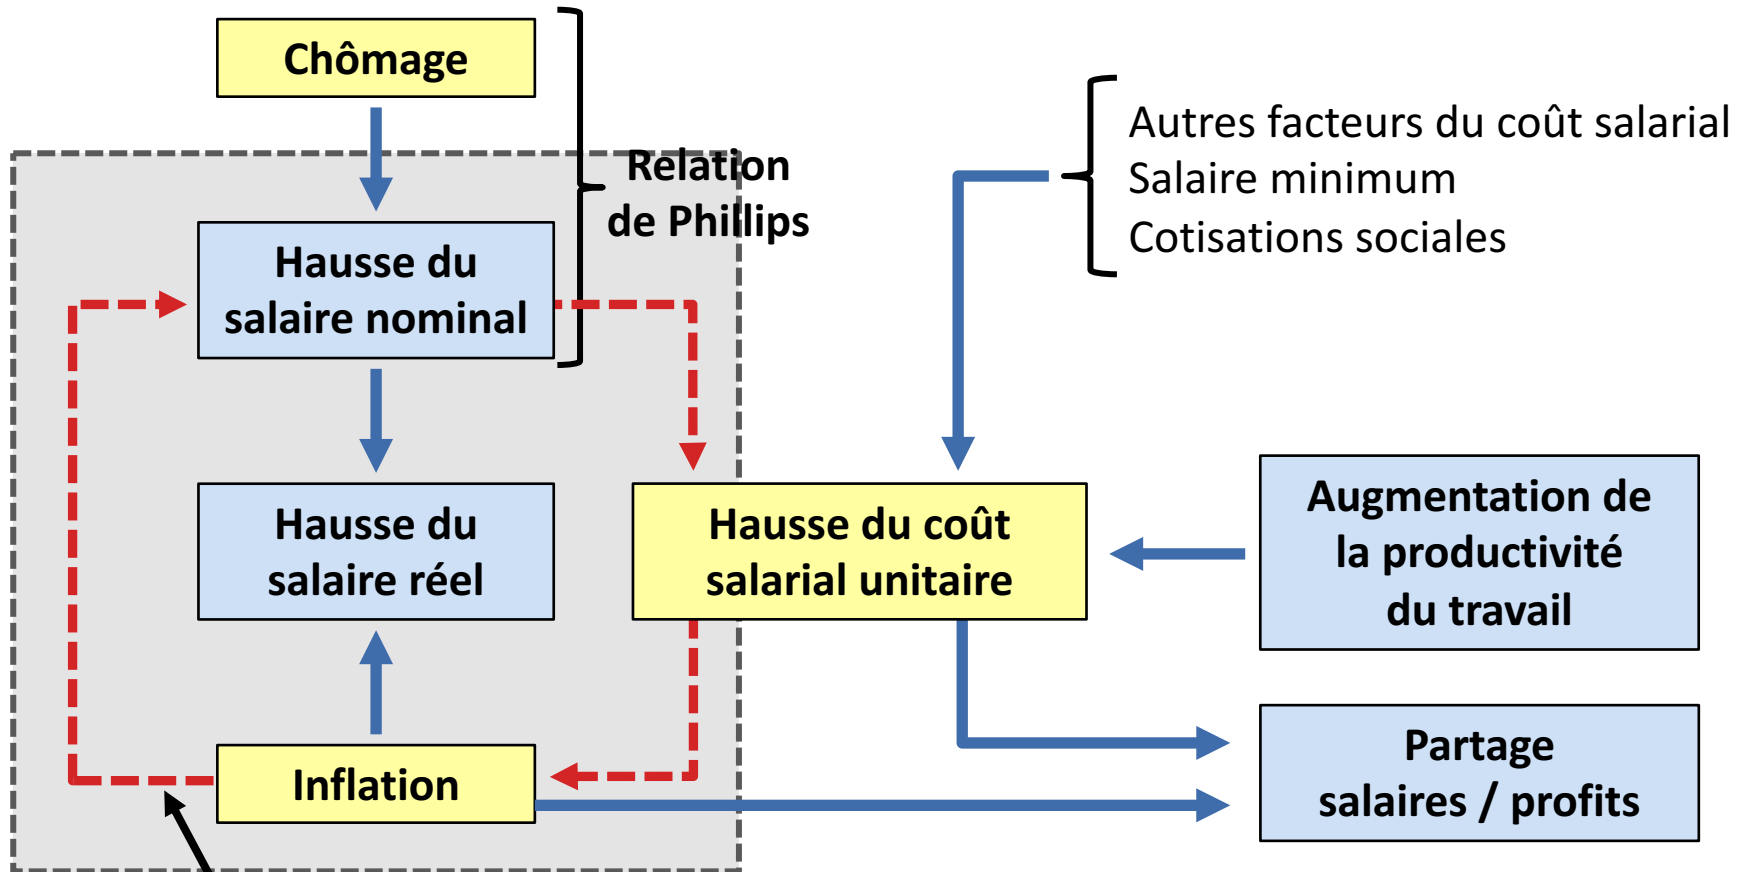 Chômage
Relation
de Phillips
Autres facteurs du coût salarial
Salaire minimum
Cotisations sociales
Hausse du
salaire nominal
Hausse du
salaire réel
Hausse du coût
salarial unitaire
Augmentation de
la productivité
du travail
Inflation
Partage
salaires / profits